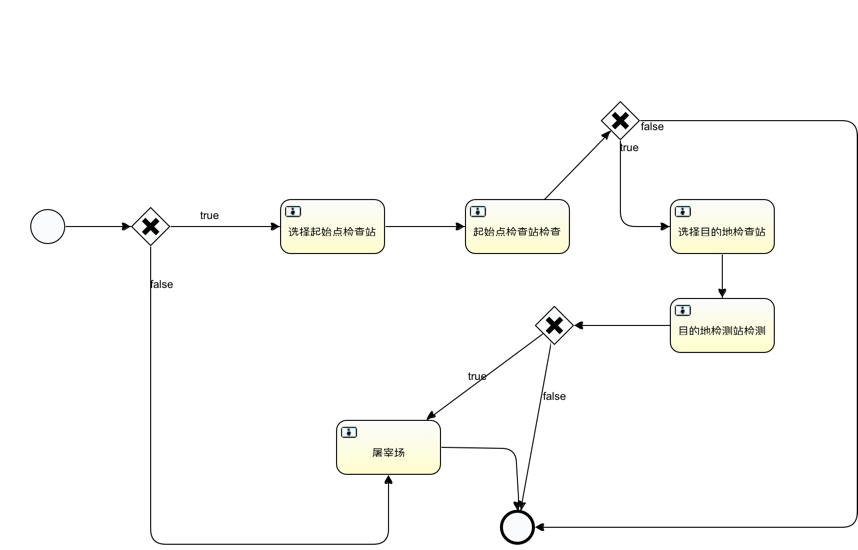 false
true
true
选择起始点检查站
起始点检查站检查
选择目的地检查站
false
目的地检测站检测
true
false
屠宰场